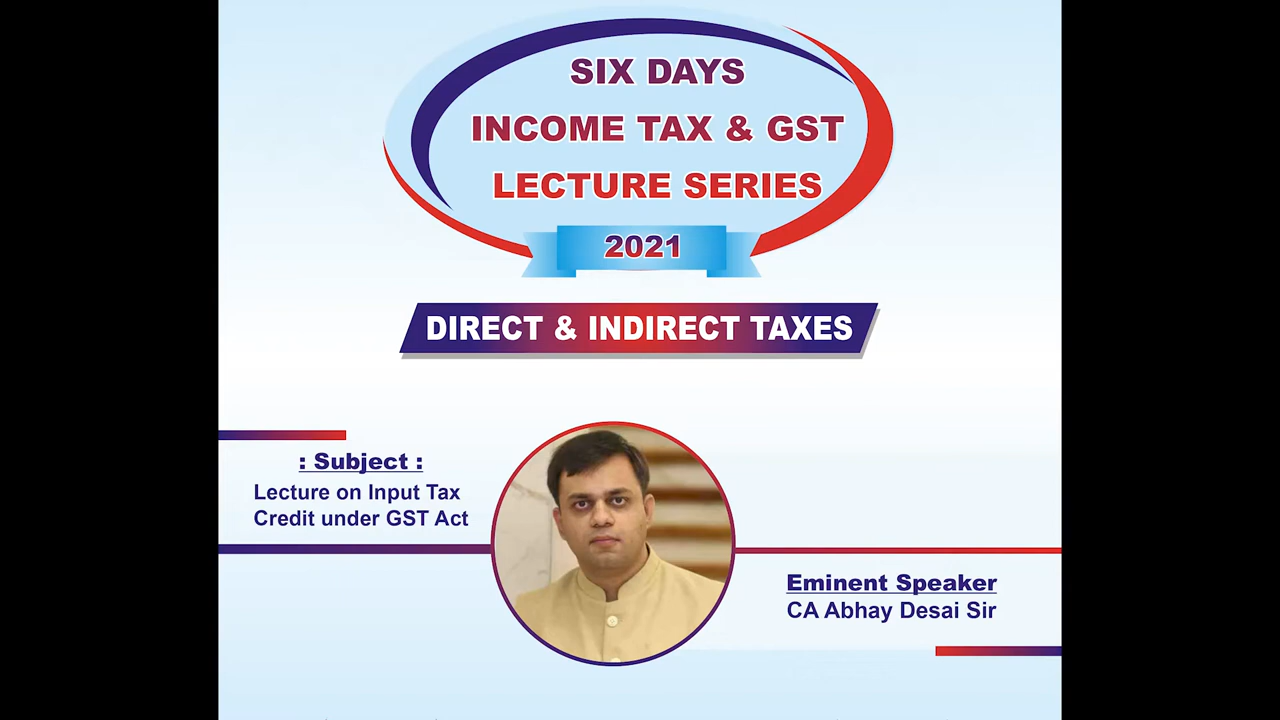 SIX DAYS
INCOME TAX & GST
LECTURE SERIES
2021
DIRECT & INDIRECT TAXES
: Subject :
Lecture on Input Tax
Credit under GST Act
Eminent Speaker
CA Abhay Desai Sir